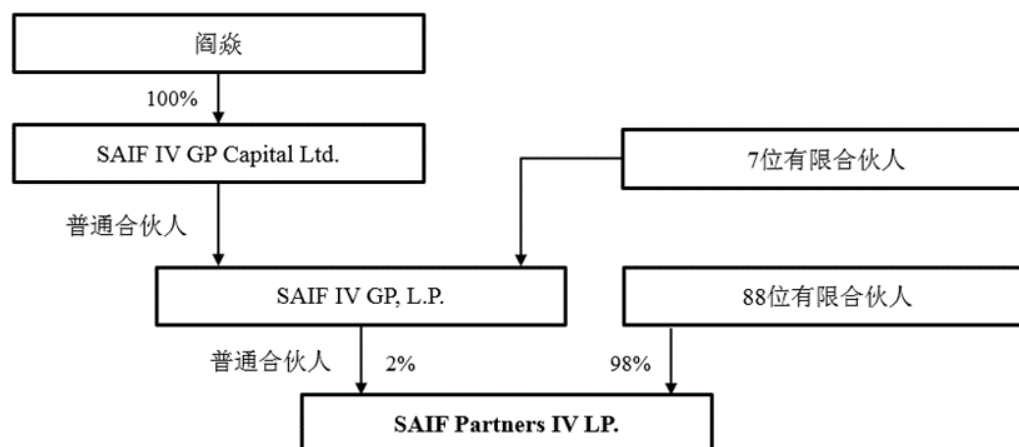 阎焱
100%
SAIF IV GP Capital Ltd.
7位有限合伙人
普通合伙人
SAIF IV GP, L.P.
88位有限合伙人
普通合伙人
2%
98%
SAIF Partners IV LP.